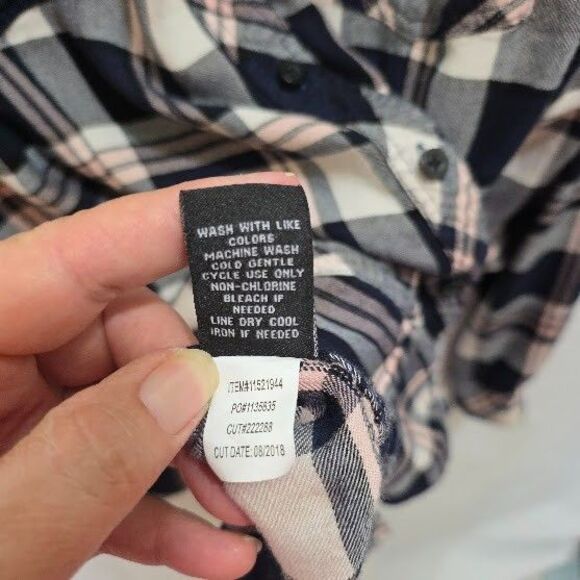 WASH WITH LIKE
COLORS
MACHINE WASH
COLD GENTLE
CYCLE USE ONLY
NON-CHLORINE
BLEACH IF
NEEDED
LINE DRY COOL
IRON IF NEEDED
ITEM#11521944
PO#1135835
CUT#222268
CUT DATE: 08/2018